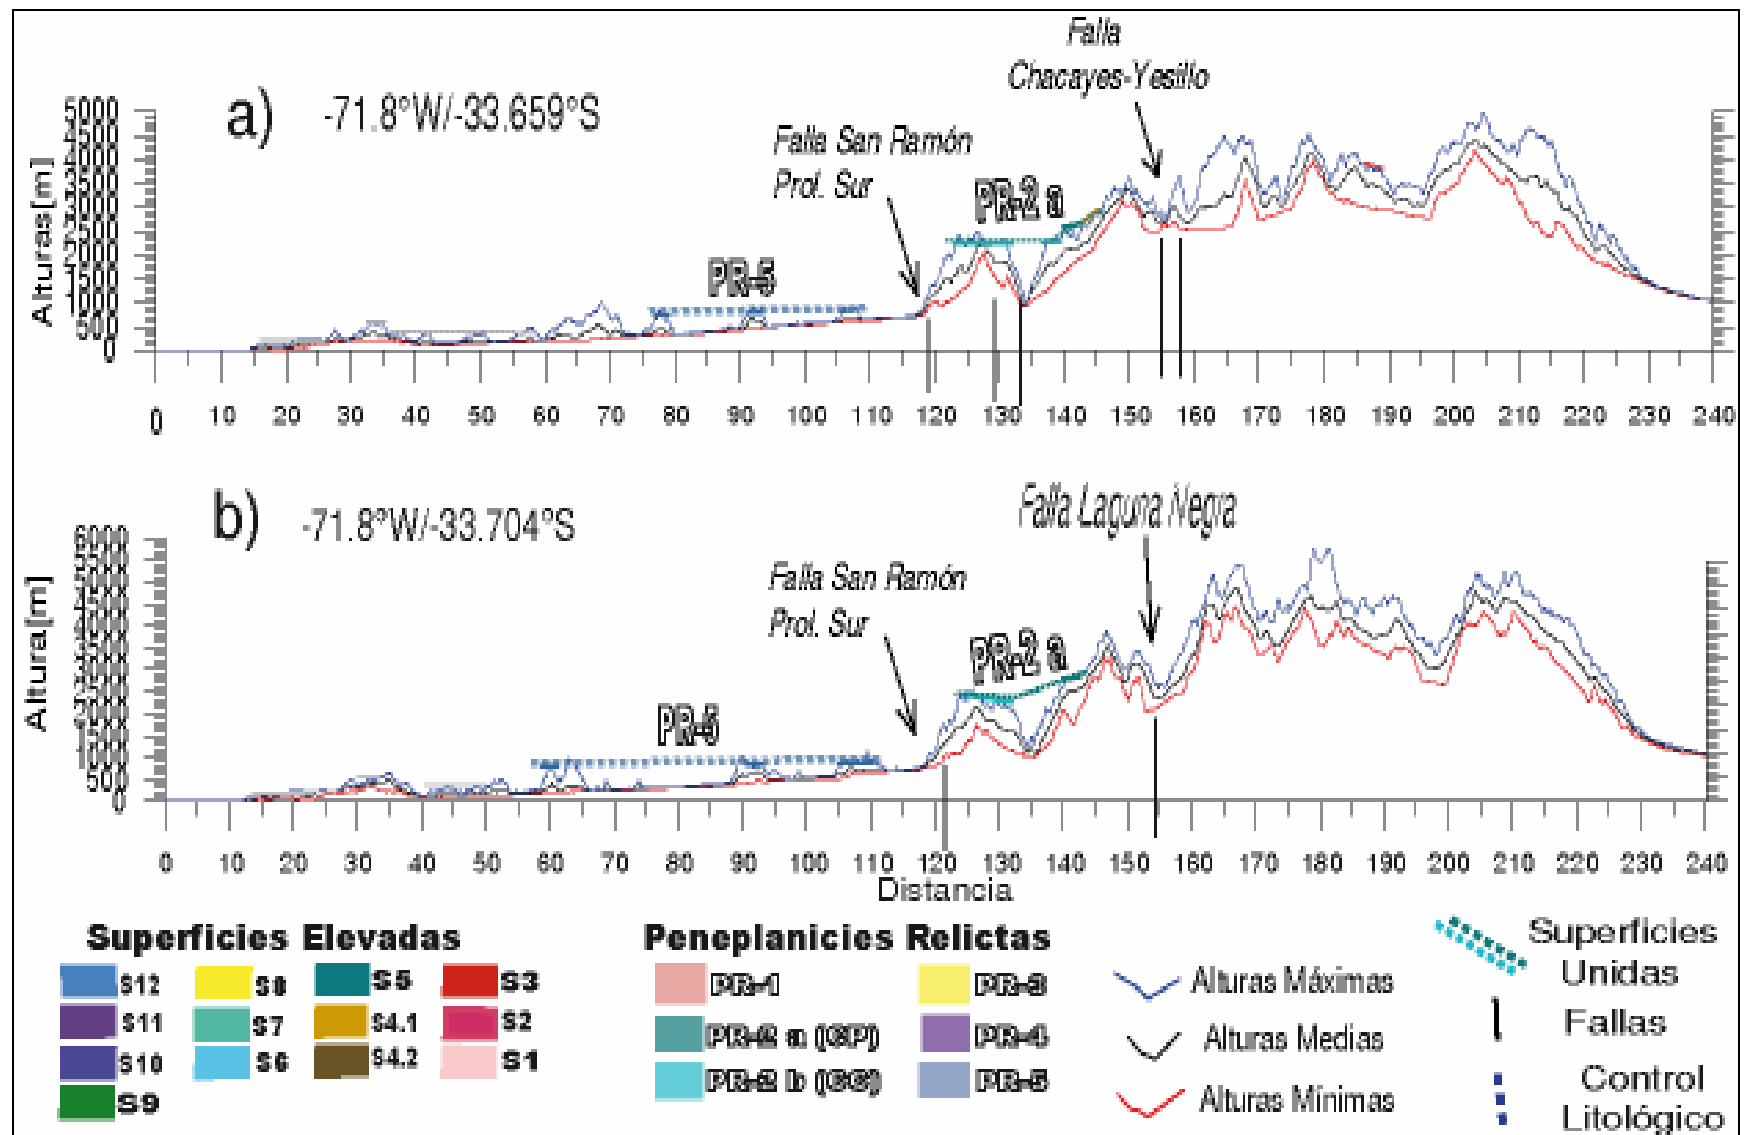 a)
-71.8°W/-33.659°S
Falla
Chacayes-Yesillo
Falla San Ramón
Prol. Sur
PR-2 a
PR-5
Alturas[m]
5000
500
0
0 10 20 30 40 50 60 70 80 90 100 110 120 130 140 150 160 170 180 190 200 210 220 230 240
b)
-71.8°W/-33.704°S
Falla Laguna Negra
Falla San Ramón
Prol. Sur
PR-2 a
PR-5
Altura[m]
6000
500
0
0 10 20 30 40 50 60 70 80 90 100 110 120 130 140 150 160 170 180 190 200 210 220 230 240
Distancia
Superficies Elevadas
S12 S8 S5 S3
S11 S7 S4.1 S2
S10 S6 S4.2 S1
S9
Peneplanicies Relictas
PR-1 PR-3
PR-2 a (CP) PR-4
PR-2 b (CC) PR-5
Alturas Máximas
Alturas Medias
Alturas Mínimas
Superficies
Unidas
Fallas
Control
Litológico